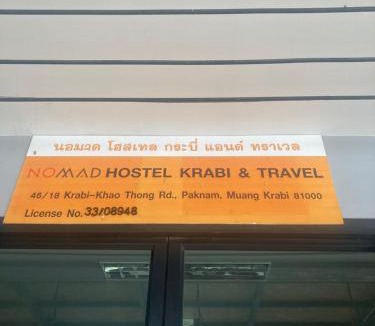 นอแมด โฮสเทล กระบี่ แอนด์ ทราเวล
NOMAD HOSTEL KRABI & TRAVEL
46/18 Krabi-Khao Thong Rd., Paknam, Muang Krabi 81000
License No. 33/08948